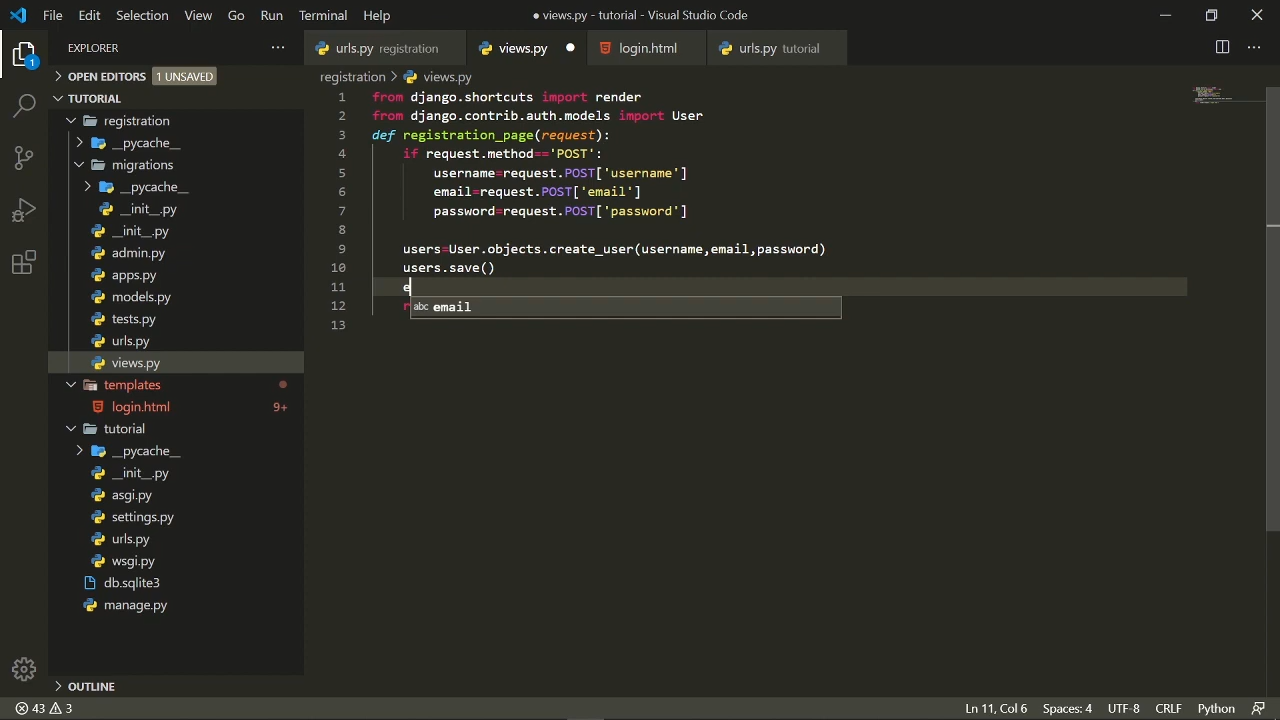 File Edit Selection View Go Run Terminal Help
● views.py - tutorial - Visual Studio Code
1
EXPLORER
OPEN EDITORS 1 UNSAVED
TUTORIAL
registration
__pycache__
migrations
__pycache__
__init__.py
__init__.py
admin.py
apps.py
models.py
tests.py
urls.py
views.py
templates
login.html 9+
tutorial
__pycache__
__init__.py
asgi.py
settings.py
urls.py
wsgi.py
db.sqlite3
manage.py
OUTLINE
urls.py registration views.py login.html urls.py tutorial
registration > views.py
1 from django.shortcuts import render
2 from django.contrib.auth.models import User
3 def registration_page(request):
4 if request.method=='POST':
5 username=request.POST['username']
6 email=request.POST['email']
7 password=request.POST['password']
8
9 users=User.objects.create_user(username,email,password)
10 users.save()
11 e
12 r
abc email
13
43 3 Ln 11, Col 6 Spaces: 4 UTF-8 CRLF Python